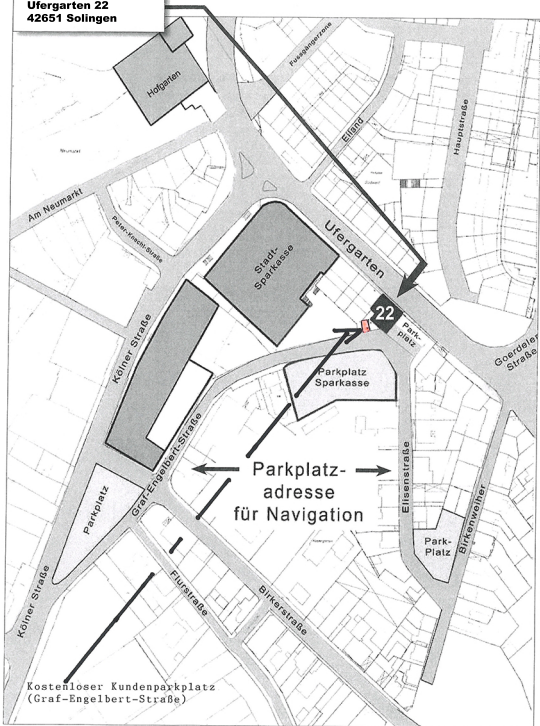 Ufergarten 22
42651 Solingen
Hofgarten
Fussgängerzone
Eiland
Hauptstraße
Neumarkt
Am Neumarkt
Peter-Knecht-Straße
Ufergarten
Stadt-
Sparkasse
22
Park-
platz
Goerdeler
Straße
Kölner Straße
Parkplatz
Sparkasse
Graf-Engelbert-Straße
Parkplatz-
adresse
für Navigation
Elisenstraße
Birkenweiher
Park-
Platz
Parkplatz
Kölner Straße
Flurstraße
Birkerstraße
Kostenloser Kundenparkplatz
(Graf-Engelbert-Straße)